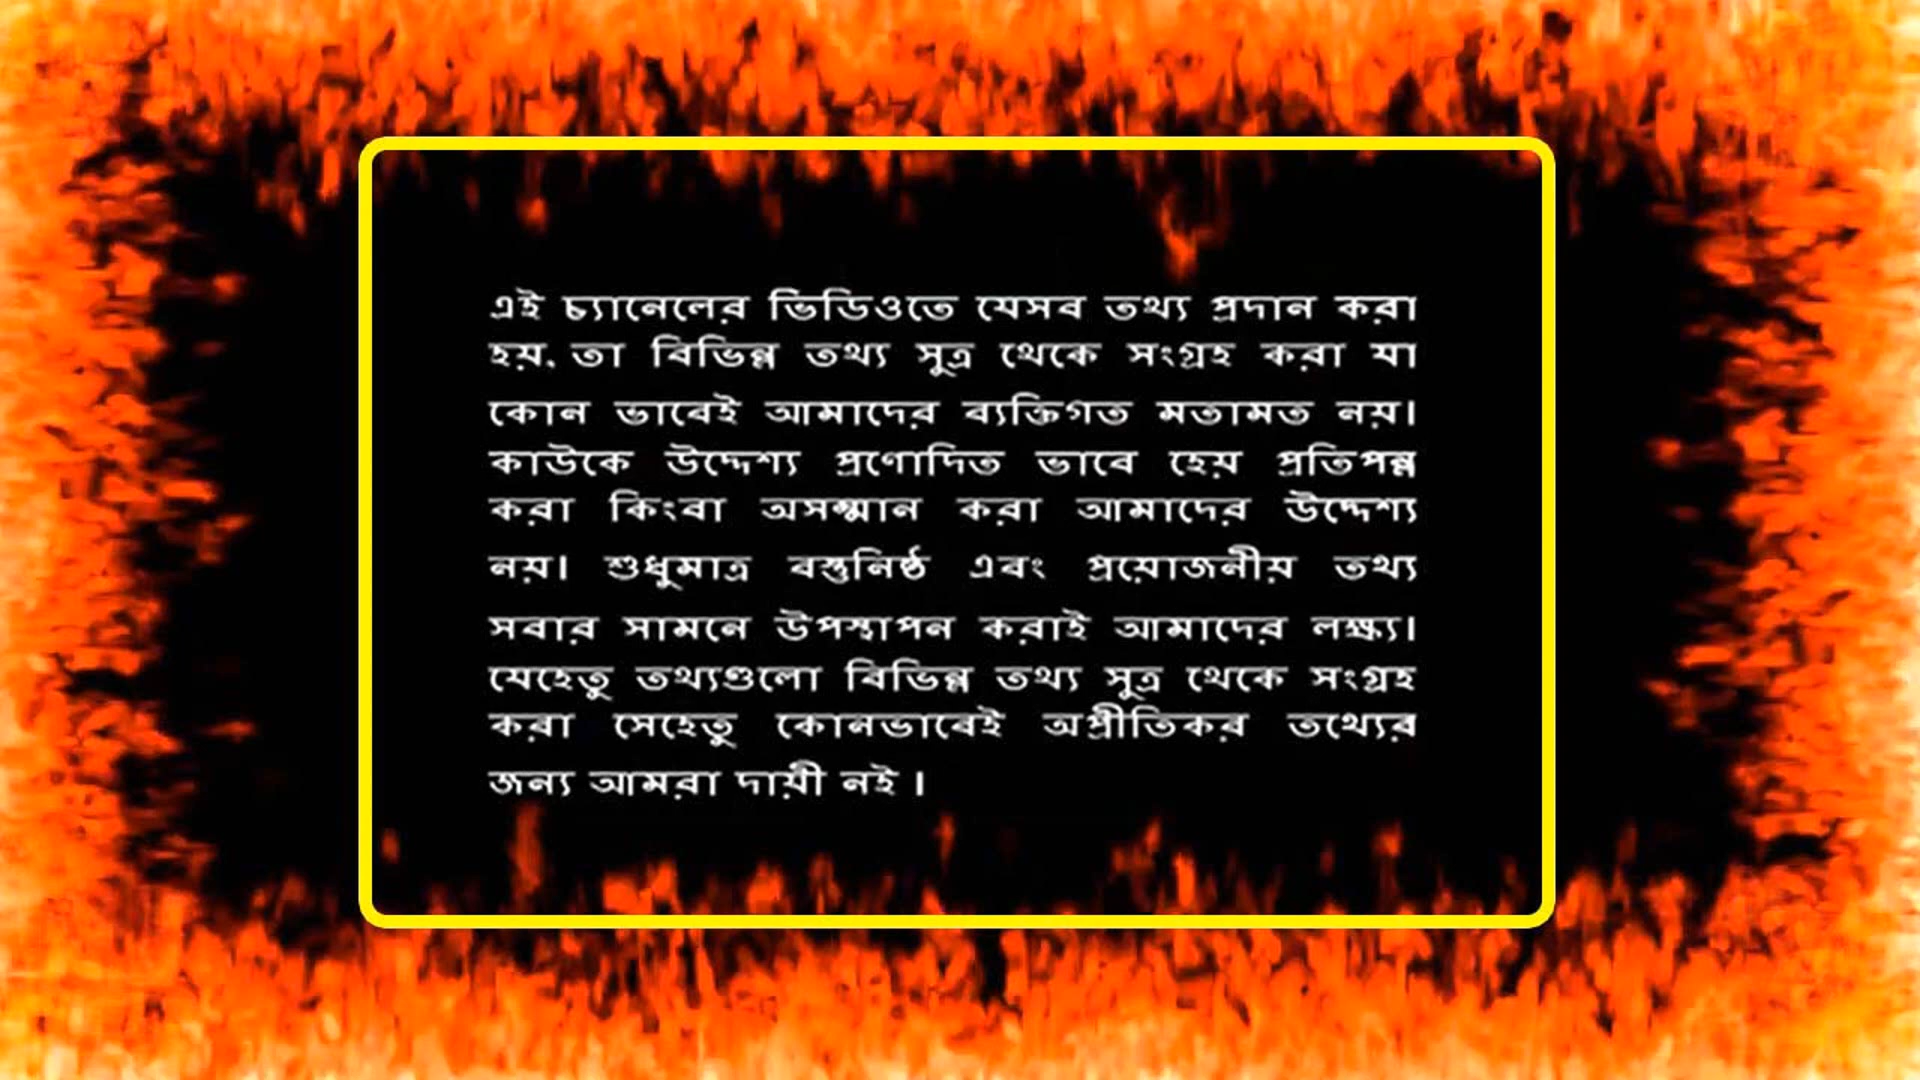 এই চ্যানেলের ভিডিওতে যেসব তথ্য প্রদান করা
হয়, তা বিভিন্ন তথ্য সুত্র থেকে সংগ্রহ করা যা
কোন ভাবেই আমাদের ব্যক্তিগত মতামত নয়।
কাউকে উদ্দেশ্য প্রণোদিত ভাবে হেয় প্রতিপন্ন
করা কিংবা অসম্মান করা আমাদের উদ্দেশ্য
নয়। শুধুমাত্র বস্তুনিষ্ঠ এবং প্রয়োজনীয় তথ্য
সবার সামনে উপস্থাপন করাই আমাদের লক্ষ্য।
যেহেতু তথ্যগুলো বিভিন্ন তথ্য সুত্র থেকে সংগ্রহ
করা সেহেতু কোনভাবেই অপ্রীতিকর তথ্যের
জন্য আমরা দায়ী নই ।